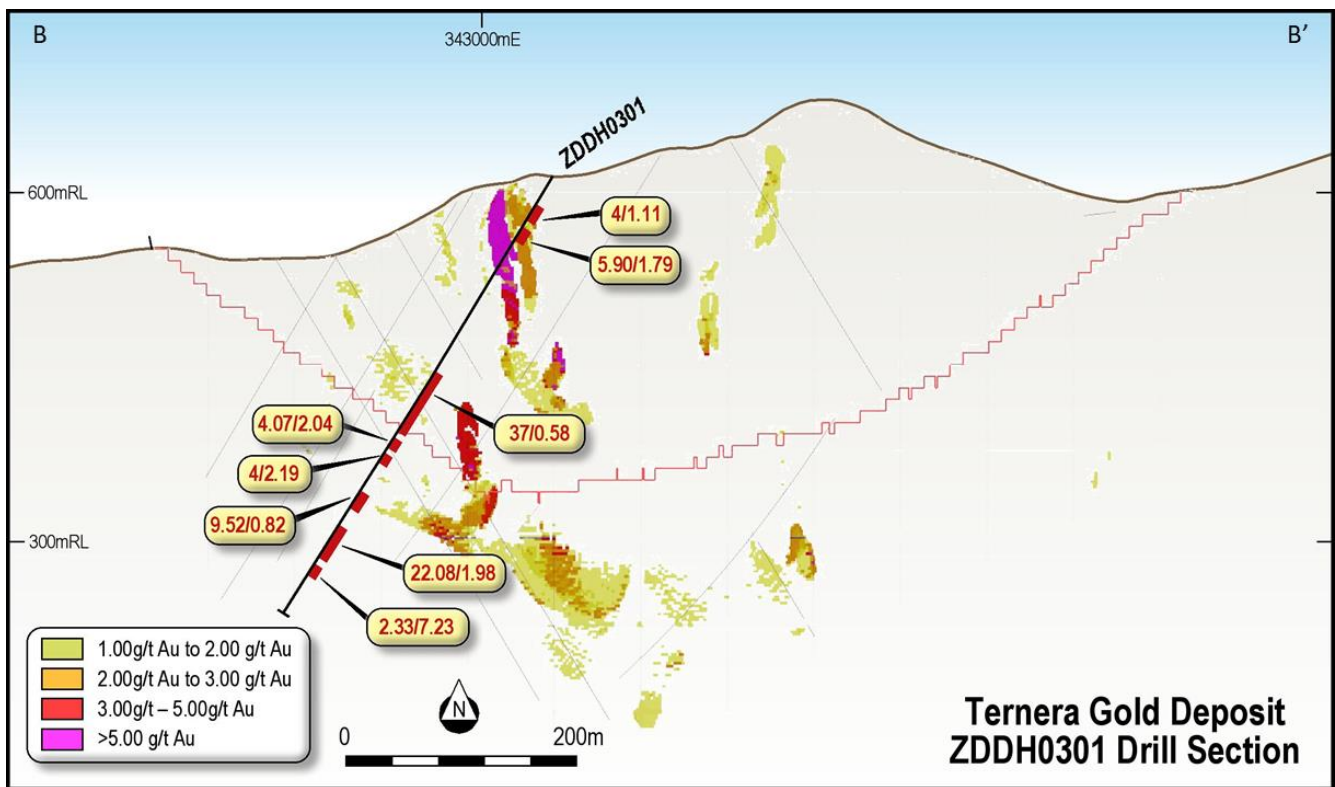 B
343000mE
B’
ZDDH0301
600mRL
4/1.11
5.90/1.79
4.07/2.04
37/0.58
4/2.19
9.52/0.82
300mRL
22.08/1.98
2.33/7.23
1.00g/t Au to 2.00 g/t Au
2.00g/t Au to 3.00 g/t Au
3.00g/t – 5.00g/t Au
>5.00 g/t Au
N
0
200m
Ternera Gold Deposit
ZDDH0301 Drill Section